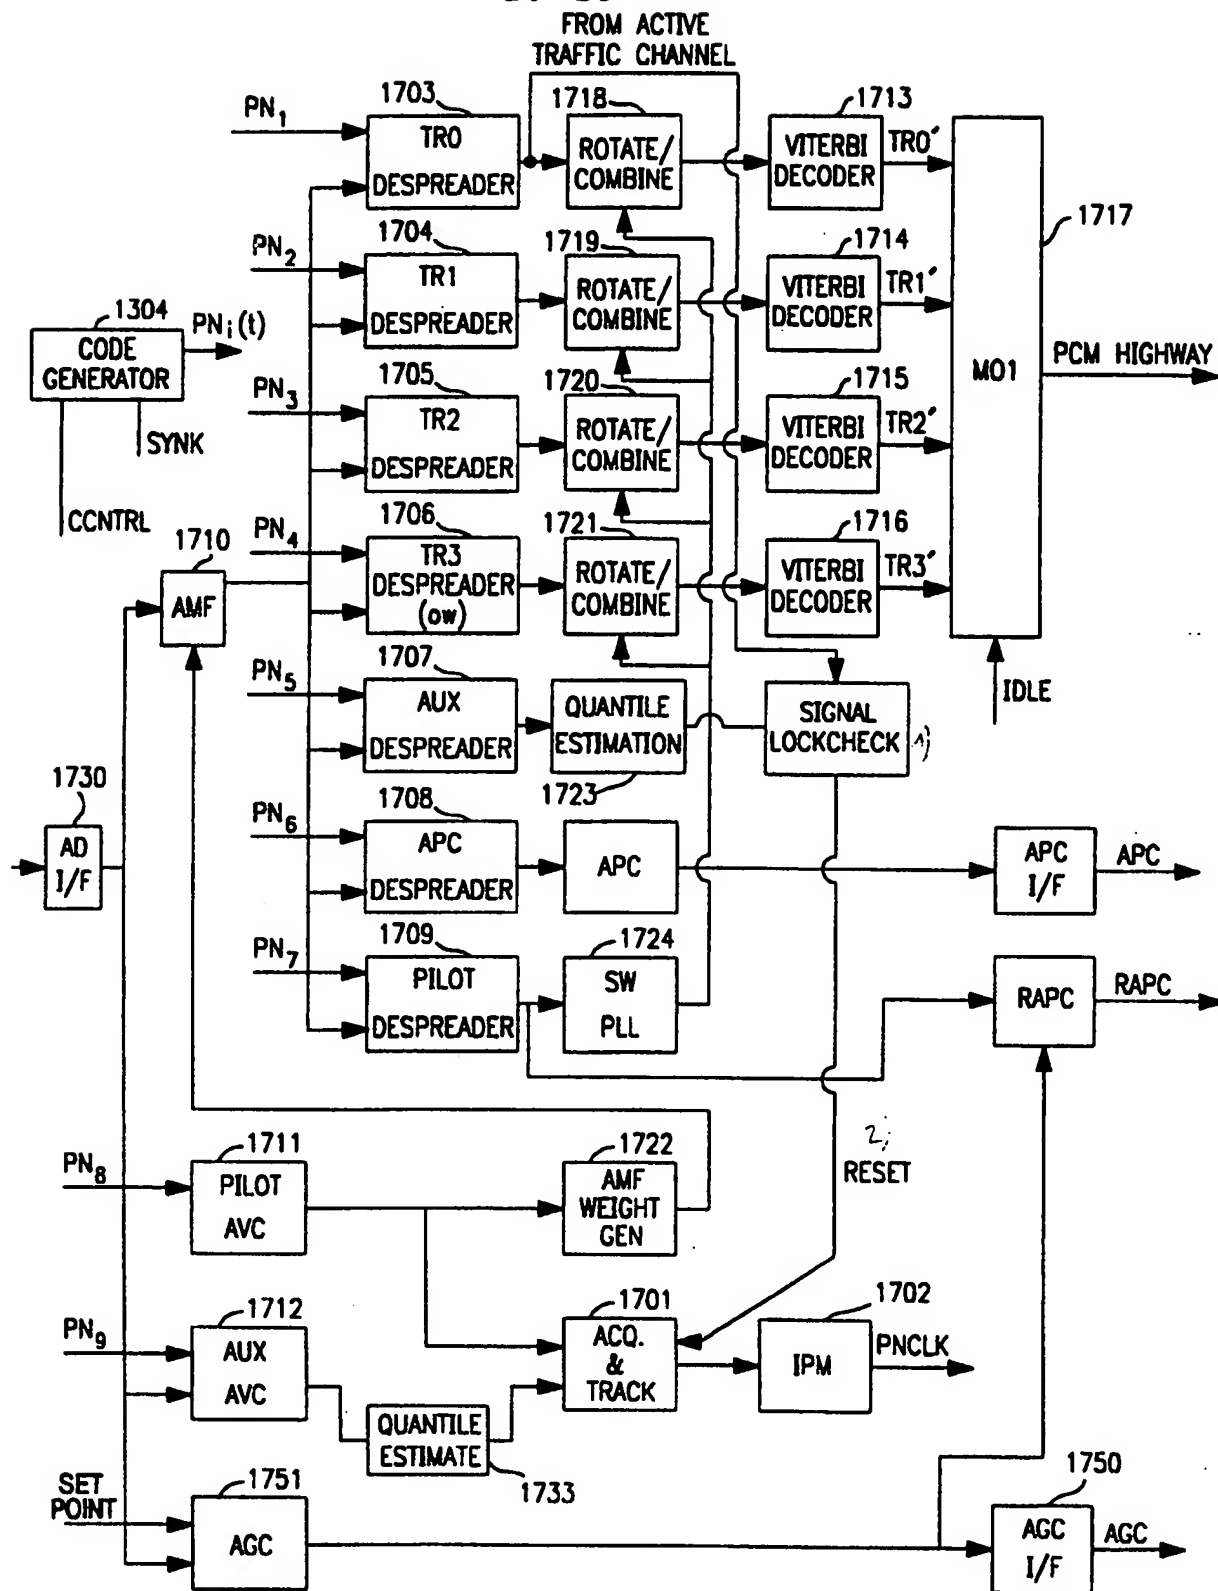 FROM ACTIVE
TRAFFIC CHANNEL
PN1
1703
TR0
DESPREADER
1718
ROTATE/
COMBINE
1713
VITERBI
DECODER
TR0'
1717
M01
PCM HIGHWAY
IDLE
PN2
1704
TR1
DESPREADER
1719
ROTATE/
COMBINE
1714
VITERBI
DECODER
TR1'
1304
CODE
GENERATOR
PNi(t)
SYNK
CCNTRL
PN3
1705
TR2
DESPREADER
1720
ROTATE/
COMBINE
1715
VITERBI
DECODER
TR2'
PN4
1706
TR3
DESPREADER
(OW)
1721
ROTATE/
COMBINE
1716
VITERBI
DECODER
TR3'
1710
AMF
PN5
1707
AUX
DESPREADER
QUANTILE
ESTIMATION
1723
SIGNAL
LOCKCHECK
1)
1730
AD
I/F
PN6
1708
APC
DESPREADER
APC
APC
I/F
APC
PN7
1709
PILOT
DESPREADER
1724
SW
PLL
RAPC
RAPC
PN8
1711
PILOT
AVC
1722
AMF
WEIGHT
GEN
2;
RESET
PN9
1712
AUX
AVC
QUANTILE
ESTIMATE
1733
1701
ACQ.
&
TRACK
1702
IPM
PNCLK
SET
POINT
1751
AGC
1750
AGC
I/F
AGC